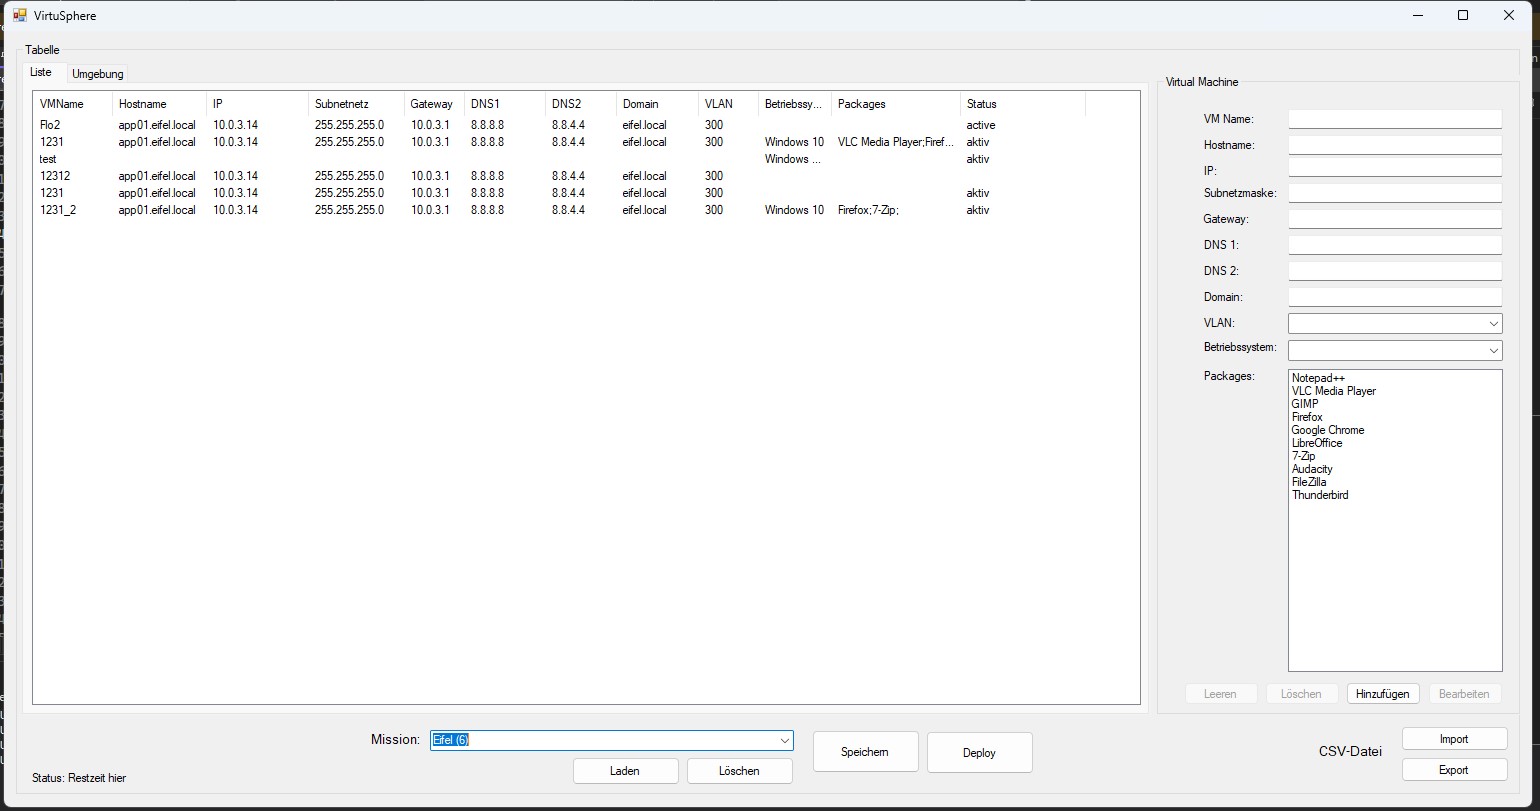 VirtuSphere
Tabelle
Liste Umgebung
VMName Hostname IP Subnetnetz Gateway DNS1 DNS2 Domain VLAN Betriebssy... Packages Status
Flo2 app01.eifel.local 10.0.3.14 255.255.255.0 10.0.3.1 8.8.8.8 8.8.4.4 eifel.local 300 active
1231 app01.eifel.local 10.0.3.14 255.255.255.0 10.0.3.1 8.8.8.8 8.8.4.4 eifel.local 300 Windows 10 VLC Media Player;Firef... aktiv
test Windows ... aktiv
12312 app01.eifel.local 10.0.3.14 255.255.255.0 10.0.3.1 8.8.8.8 8.8.4.4 eifel.local 300
1231 app01.eifel.local 10.0.3.14 255.255.255.0 10.0.3.1 8.8.8.8 8.8.4.4 eifel.local 300 aktiv
1231_2 app01.eifel.local 10.0.3.14 255.255.255.0 10.0.3.1 8.8.8.8 8.8.4.4 eifel.local 300 Windows 10 Firefox;7-Zip; aktiv
Virtual Machine
VM Name:
Hostname:
IP:
Subnetzmaske:
Gateway:
DNS 1:
DNS 2:
Domain:
VLAN:
Betriebssystem:
Packages:
Notepad++
VLC Media Player
GIMP
Firefox
Google Chrome
LibreOffice
7-Zip
Audacity
FileZilla
Thunderbird
Leeren Löschen Hinzufügen Bearbeiten
Mission: Eifel (6)
Laden Löschen
Speichern Deploy
CSV-Datei
Import
Export
Status: Restzeit hier